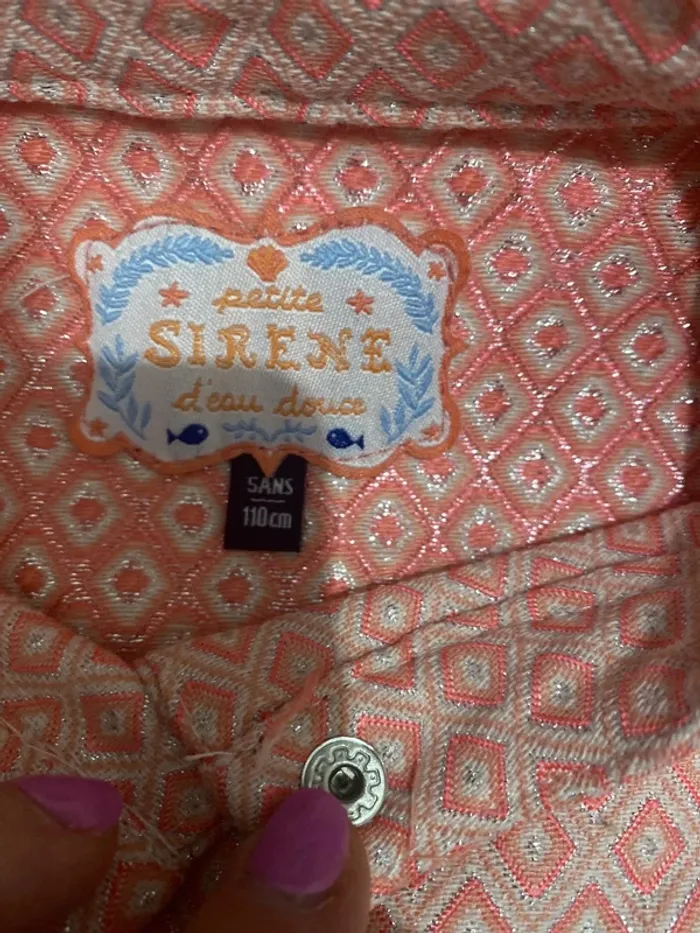 petite
SIRENE
d'eau douce
5ANS
110cm